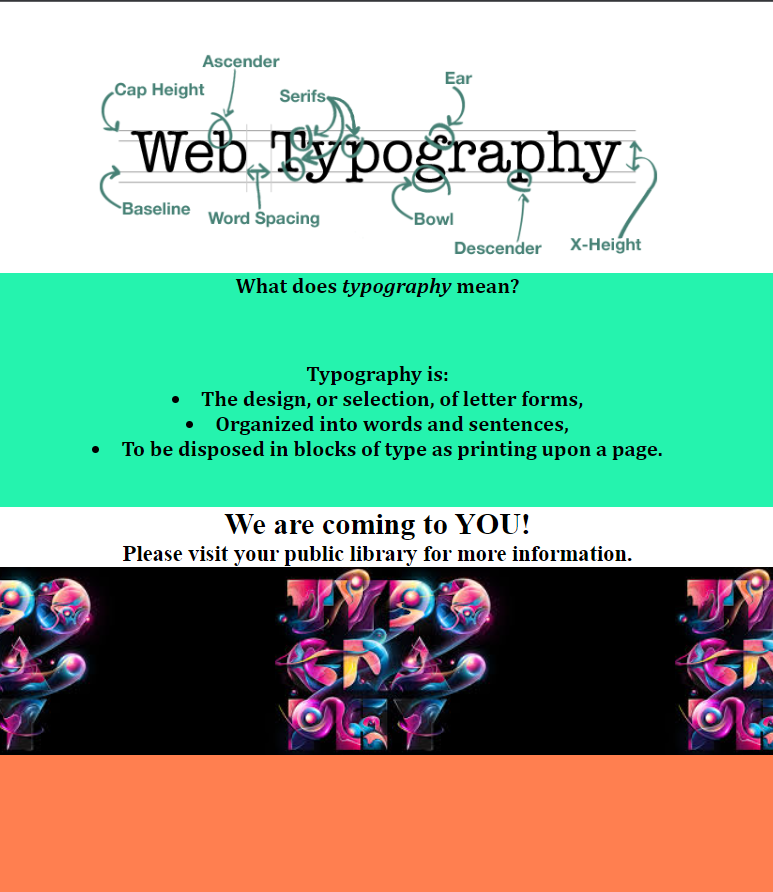 Ascender
Ear
Cap Height
Serifs
Web Typography
Baseline
Word Spacing
Bowl
Descender
X-Height
What does typography mean?
Typography is:
• The design, or selection, of letter forms,
• Organized into words and sentences,
• To be disposed in blocks of type as printing upon a page.
We are coming to YOU!
Please visit your public library for more information.